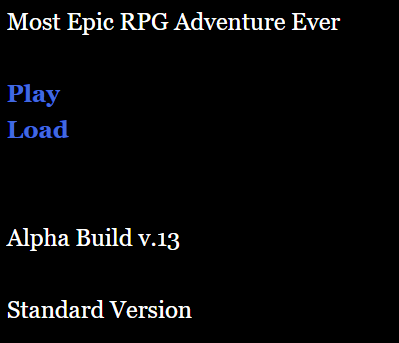 Most Epic RPG Adventure Ever
Play
Load
Alpha Build v.13
Standard Version